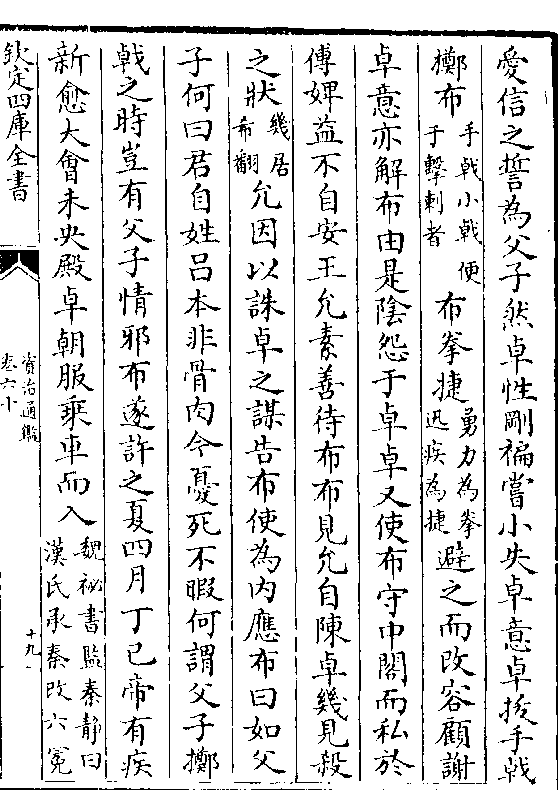 愛信之誓為父子然卓性剛褊嘗小失卓意卓拔手戟
擲布手戟小戟便于擊刺者布拳捷勇力為拳迅疾為捷避之而改容顧謝
卓意亦解布由是陰怨于卓卓又使布守中閣而私於
傅婢益不自安王允素善待布布見允自陳卓幾見殺
之狀幾居希翻允因以誅卓之謀告布使為内應布曰如父
子何曰君自姓吕本非骨肉今憂死不暇何謂父子擲
戟之時豈有父子情邪布遂許之夏四月丁巳帝有疾
新愈大會未央殿卓朝服乘車而入魏祕書監秦靜曰漢氏承秦改六冕
欽定四庫全書
資治通鑑
卷六十
十九